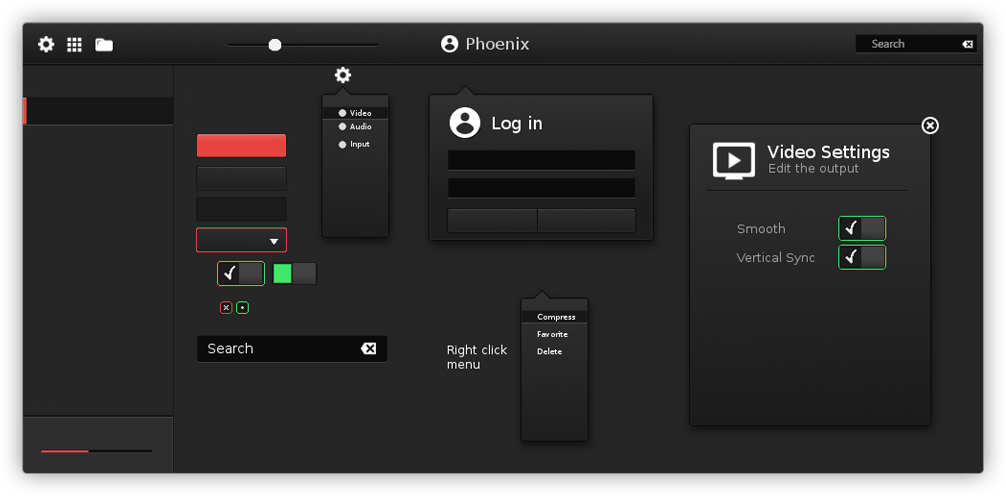 Phoenix
Search
Video
Audio
Input
Log in
Video Settings
Edit the output
Smooth
Vertical Sync
Search
Right click
menu
Compress
Favorite
Delete